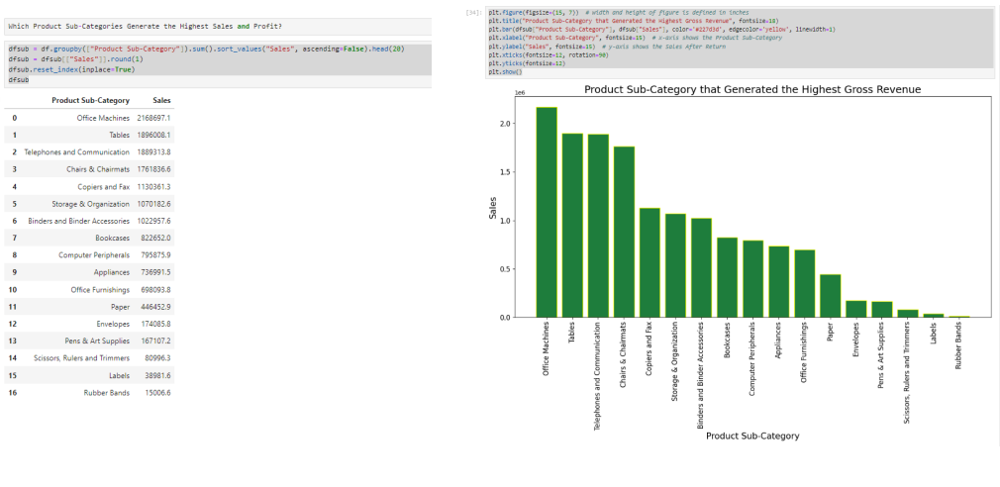 Which Product Sub-Categories Generate the Highest Sales and Profit?
dfsub = df.groupby(["Product Sub-Category"]).sum().sort_values("Sales", ascending=False).head(20)
dfsub = dfsub[["Sales"]].round(1)
dfsub.reset_index(inplace=True)
dfsub
Product Sub-Category Sales
0 Office Machines 2168697.1
1 Tables 1896008.1
2 Telephones and Communication 1889313.8
3 Chairs & Chairmats 1761836.6
4 Copiers and Fax 1130361.3
5 Storage & Organization 1070182.6
6 Binders and Binder Accessories 1022957.6
7 Bookcases 822652.0
8 Computer Peripherals 795875.9
9 Appliances 736991.5
10 Office Furnishings 698093.8
11 Paper 446452.9
12 Envelopes 174085.8
13 Pens & Art Supplies 167107.2
14 Scissors, Rulers and Trimmers 80996.3
15 Labels 38981.6
16 Rubber Bands 15006.6
[34]: plt.figure(figsize=(15, 7)) # width and height of figure is defined in inches
plt.title("Product Sub-Category that Generated the Highest Gross Revenue", fontsize=18)
plt.bar(dfsub["Product Sub-Category"], dfsub["Sales"], color='#227d3d', edgecolor='yellow', linewidth=1)
plt.xlabel("Product Sub-Category", fontsize=15) # x-axis shows the Product Sub-Category
plt.ylabel("Sales", fontsize=15) # y-axis shows the Sales After Return
plt.xticks(fontsize=12, rotation=90)
plt.yticks(fontsize=12)
plt.show()
Product Sub-Category that Generated the Highest Gross Revenue
1e6
2.0
1.5
1.0
0.5
0.0
Sales
Office Machines
Tables
Telephones and Communication
Chairs & Chairmats
Copiers and Fax
Storage & Organization
Binders and Binder Accessories
Bookcases
Computer Peripherals
Appliances
Office Furnishings
Paper
Envelopes
Pens & Art Supplies
Scissors, Rulers and Trimmers
Labels
Rubber Bands
Product Sub-Category